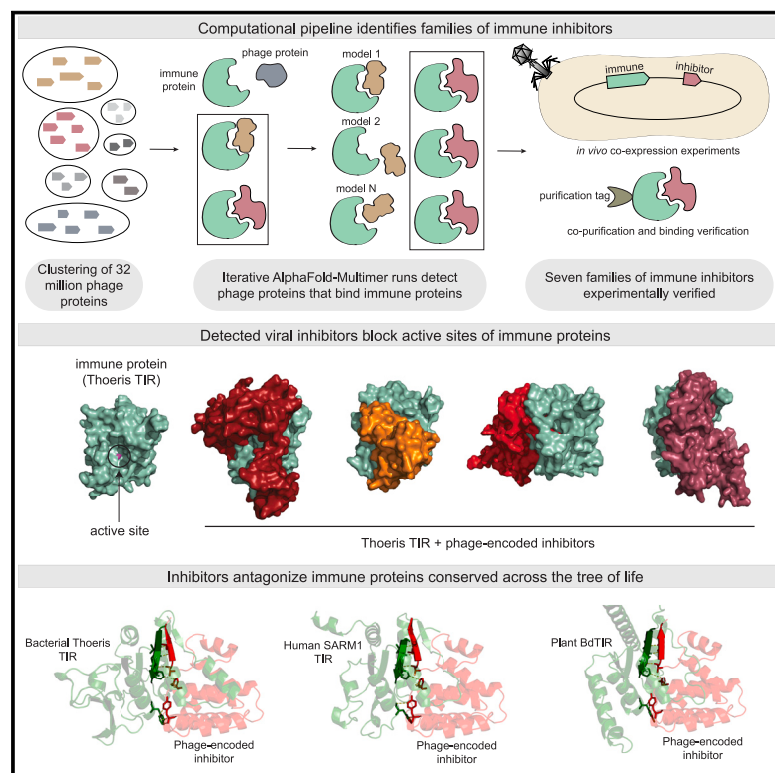 Computational pipeline identifies families of immune inhibitors
immune
protein
phage protein
model 1
model 2
model N
immune
inhibitor
in vivo co-expression experiments
purification tag
co-purification and binding verification
Clustering of 32
million phage
proteins
Iterative AlphaFold-Multimer runs detect
phage proteins that bind immune proteins
Seven families of immune inhibitors
experimentally verified
Detected viral inhibitors block active sites of immune proteins
immune protein
(Thoeris TIR)
active site
Thoeris TIR + phage-encoded inhibitors
Inhibitors antagonize immune proteins conserved across the tree of life
Bacterial Thoeris
TIR
Phage-encoded
inhibitor
Human SARM1
TIR
Phage-encoded
inhibitor
Plant BdTIR
Phage-encoded
inhibitor